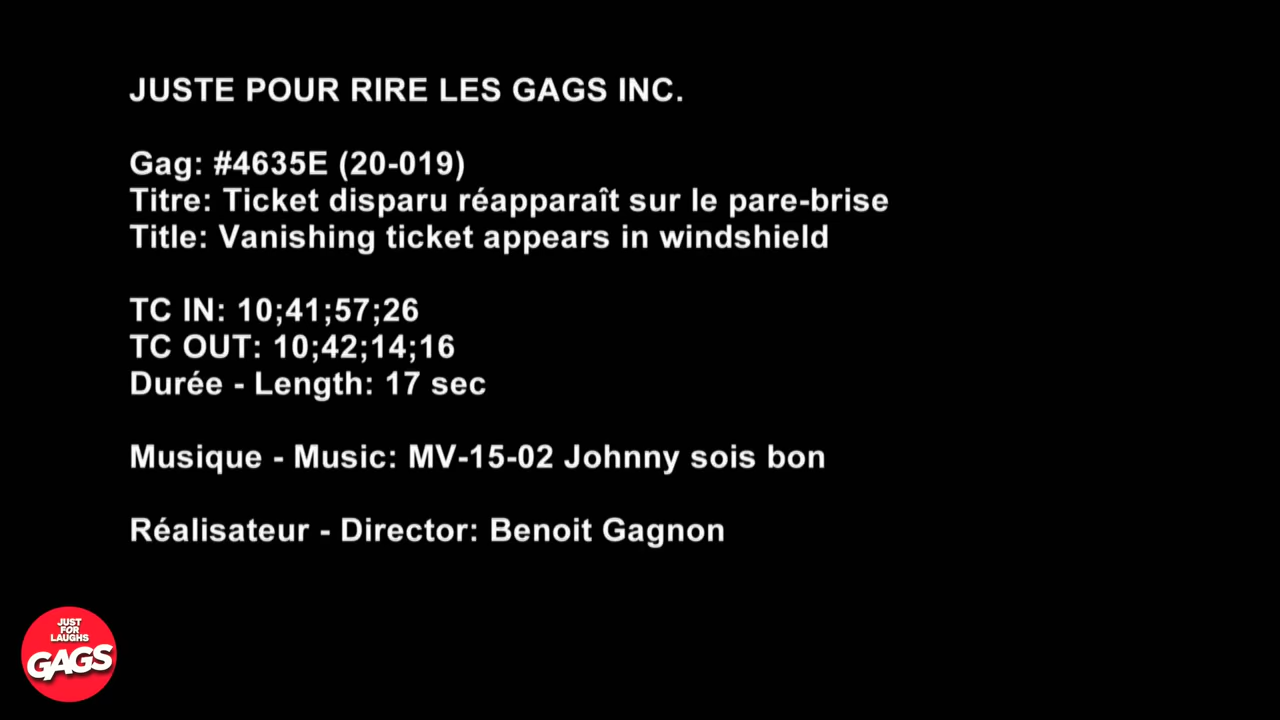 JUSTE POUR RIRE LES GAGS INC.
Gag: #4635E (20-019)
Titre: Ticket disparu réapparaît sur le pare-brise
Title: Vanishing ticket appears in windshield
TC IN: 10;41;57;26
TC OUT: 10;42;14;16
Durée - Length: 17 sec
Musique - Music: MV-15-02 Johnny sois bon
Réalisateur - Director: Benoit Gagnon
JUST
FOR
LAUGHS
GAGS